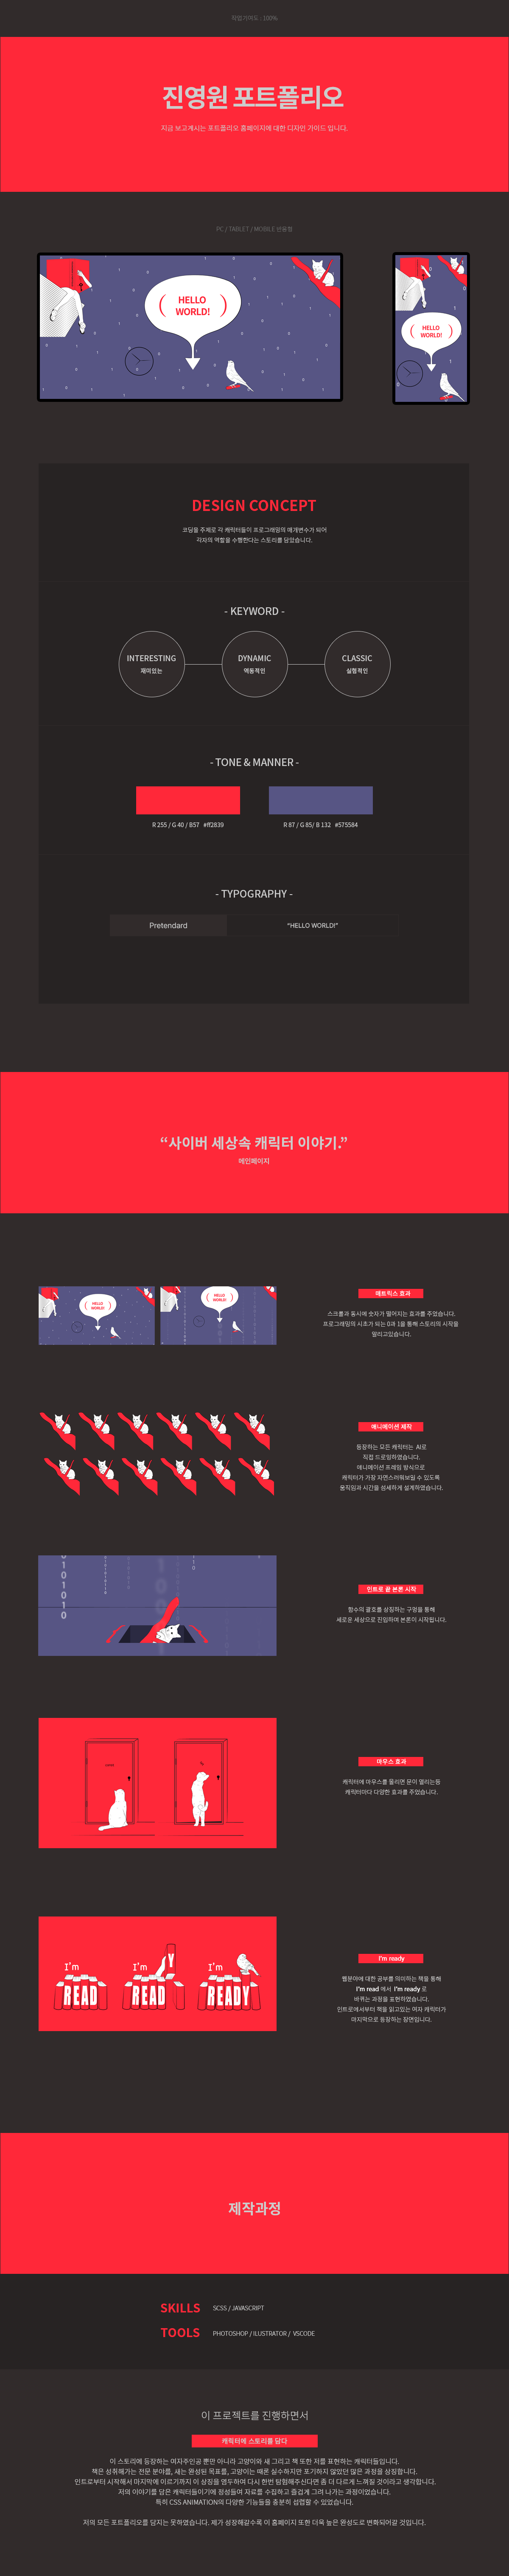 작업기여도 : 100%
진영원 포트폴리오
지금 보고계시는 포트폴리오 홈페이지에 대한 디자인 가이드 입니다.
PC / TABLET / MOBILE 반응형
HELLO
WORLD!
HELLO
WORLD!
DESIGN CONCEPT
코딩을 주제로 각 캐릭터들이 프로그래밍의 매개변수가 되어
각자의 역할을 수행한다는 스토리를 담았습니다.
- KEYWORD -
INTERESTING
재미있는
DYNAMIC
역동적인
CLASSIC
실험적인
- TONE & MANNER -
R 255 / G 40 / B57 #ff2839
R 87 / G 85/ B 132 #575584
- TYPOGRAPHY -
Pretendard
"HELLO WORLD!"
“사이버 세상속 캐릭터 이야기.”
메인페이지
HELLO
WORLD!
HELLO
WORLD!
매트릭스 효과
스크롤과 동시에 숫자가 떨어지는 효과를 주었습니다.
프로그래밍의 시초가 되는 0과 1을 통해 스토리의 시작을
알리고있습니다.
애니메이션 제작
등장하는 모든 캐릭터는 AI로
직접 드로잉하였습니다.
애니메이션 프레임 방식으로
캐릭터가 가장 자연스러워보일 수 있도록
움직임과 시간을 섬세하게 설계하였습니다.
인트로 끝 본론 시작
함수의 괄호를 상징하는 구멍을 통해
새로운 세상으로 진입하며 본론이 시작됩니다.
마우스 효과
캐릭터에 마우스를 올리면 문이 열리는등
캐릭터마다 다양한 효과를 주었습니다.
I'm
READ
I'm
READ
Y
I'm
READY
I'm ready
웹분야에 대한 공부를 의미하는 책을 통해
I'm read 에서 I'm ready 로
바뀌는 과정을 표현하였습니다.
인트로에서부터 책을 읽고있는 여자 캐릭터가
마지막으로 등장하는 장면입니다.
제작과정
SKILLS SCSS / JAVASCRIPT
TOOLS PHOTOSHOP / ILUSTRATOR / VSCODE
이 프로젝트를 진행하면서
캐릭터에 스토리를 담다
이 스토리에 등장하는 여자주인공 뿐만 아니라 고양이와 새 그리고 책 또한 저를 표현하는 캐릭터들입니다.
책은 성취해가는 전문 분야를, 새는 완성된 목표를, 고양이는 때론 실수하지만 포기하지 않았던 많은 과정을 상징합니다.
인트로부터 시작해서 마지막에 이르기까지 이 상징을 염두하여 다시 한번 탐험해주신다면 좀 더 다르게 느껴질 것이라고 생각합니다.
저의 이야기를 담은 캐릭터들이기에 정성들여 자료를 수집하고 즐겁게 그려 나가는 과정이었습니다.
특히 CSS ANIMATION의 다양한 기능들을 충분히 섭렵할 수 있었습니다.
저의 모든 포트폴리오를 담지는 못하였습니다. 제가 성장해갈수록 이 홈페이지 또한 더욱 높은 완성도로 변화되어갈 것입니다.